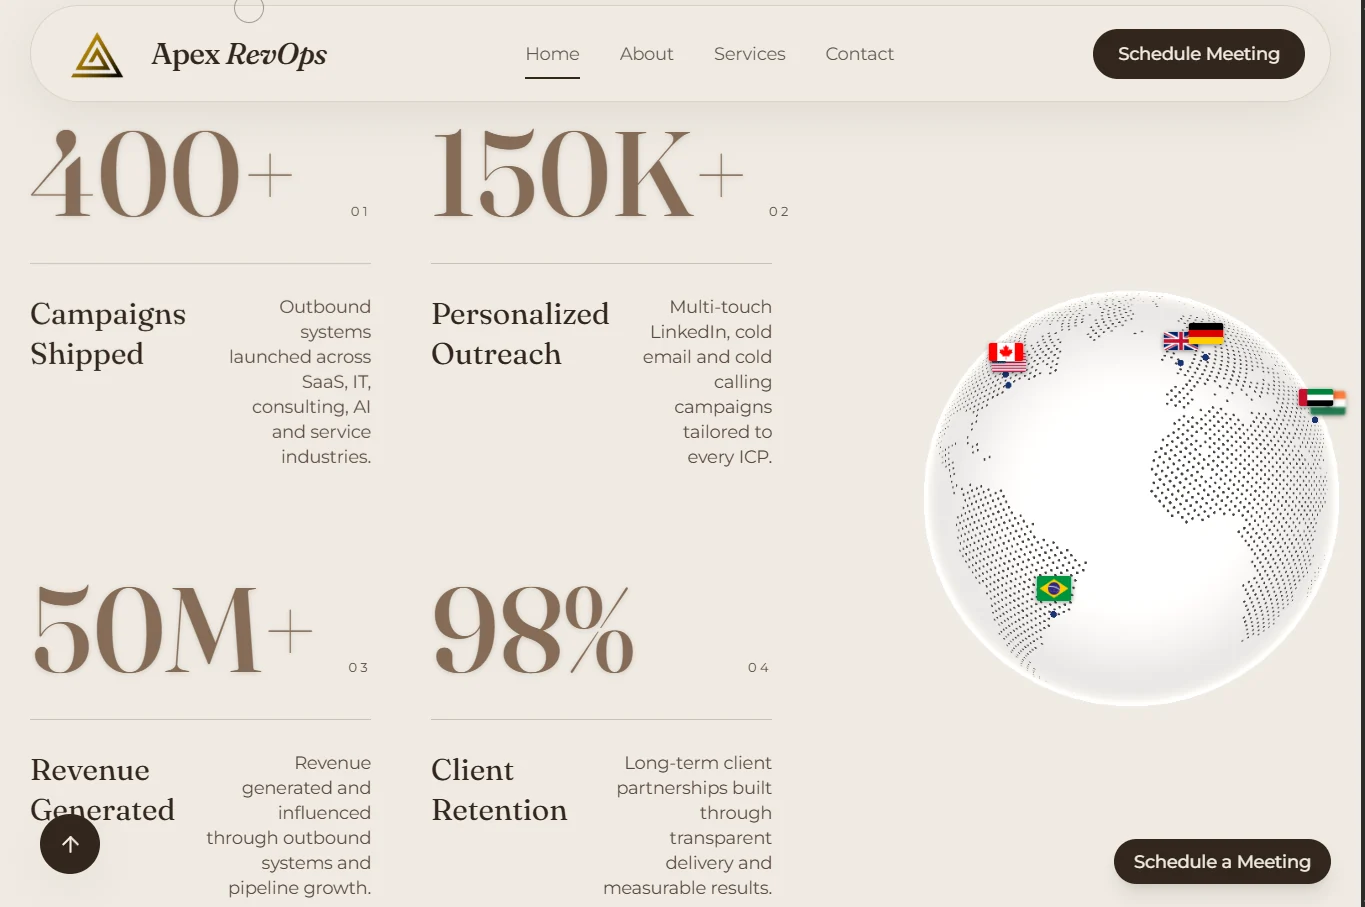 Apex RevOps
Home
About
Services
Contact
Schedule Meeting
400+
01
Campaigns
Shipped
Outbound
systems
launched across
SaaS, IT,
consulting, AI
and service
industries.
150K+
02
Personalized
Outreach
Multi-touch
LinkedIn, cold
email and cold
calling
campaigns
tailored to
every ICP.
50M+
03
Revenue
Generated
Revenue
generated and
influenced
through outbound
systems and
pipeline growth.
98%
04
Client
Retention
Long-term client
partnerships built
through
transparent
delivery and
measurable results.
Schedule a Meeting